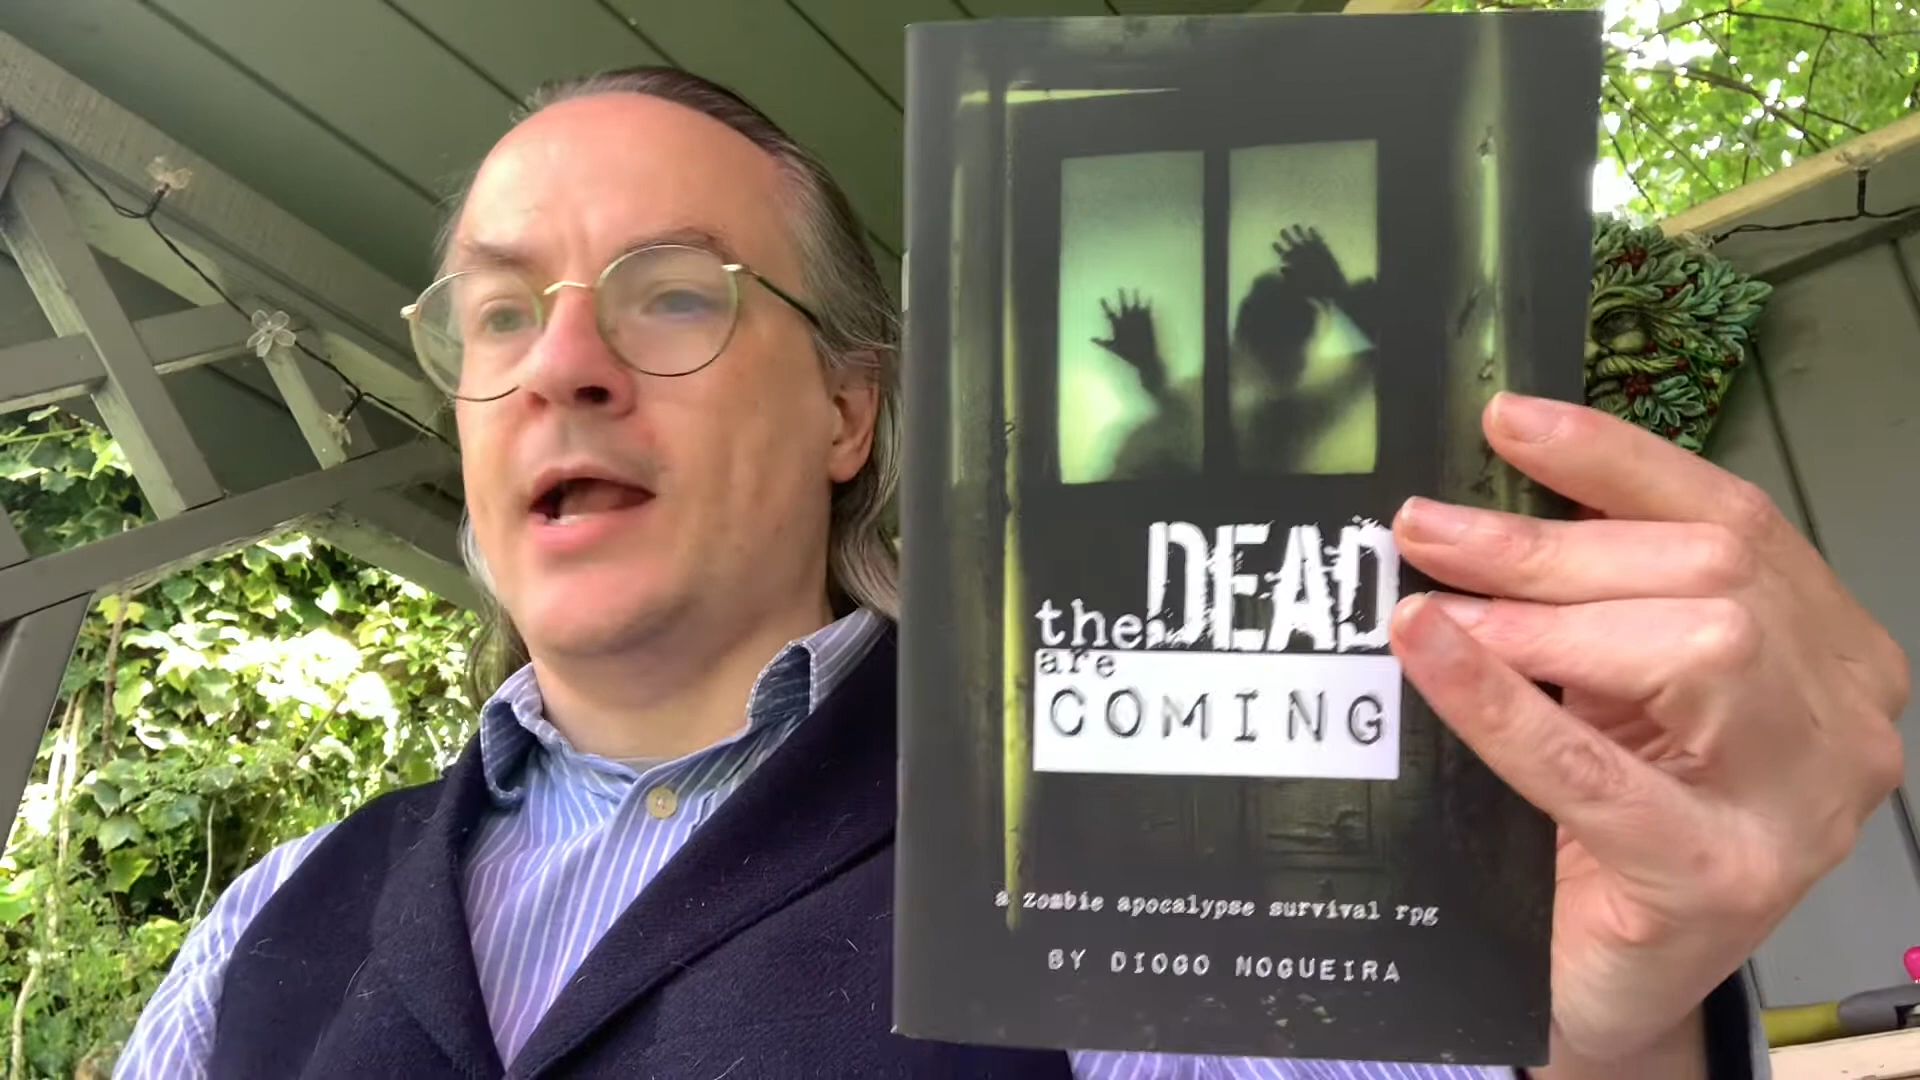 the DEAD
are
COMING
a zombie apocalypse survival rpg
BY DIOGO NOGUEIRA